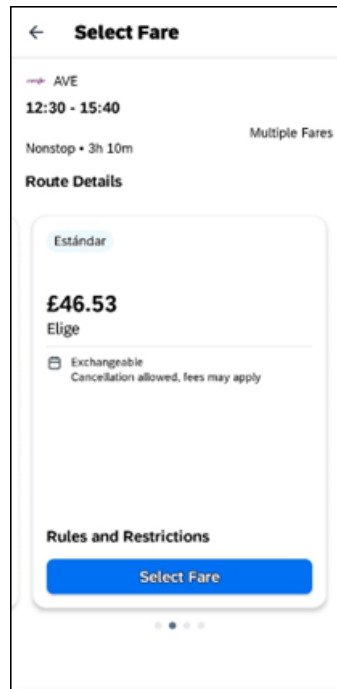 Select Fare
AVE
12:30 - 15:40
Multiple Fares
Nonstop • 3h 10m
Route Details
Estándar
£46.53
Elige
Exchangeable
Cancellation allowed, fees may apply
Rules and Restrictions
Select Fare